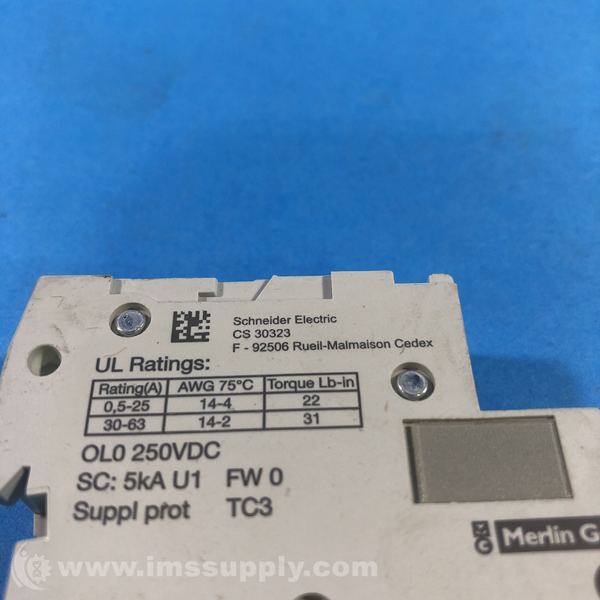 Schneider Electric
CS 30323
F - 92506 Rueil-Malmaison Cedex
UL Ratings:
Rating(A) AWG 75°C Torque Lb-in
0,5-25 14-4 22
30-63 14-2 31
OL0 250VDC
SC: 5kA U1 FW 0
Suppl prot TC3
Merlin G
www.imssupply.com